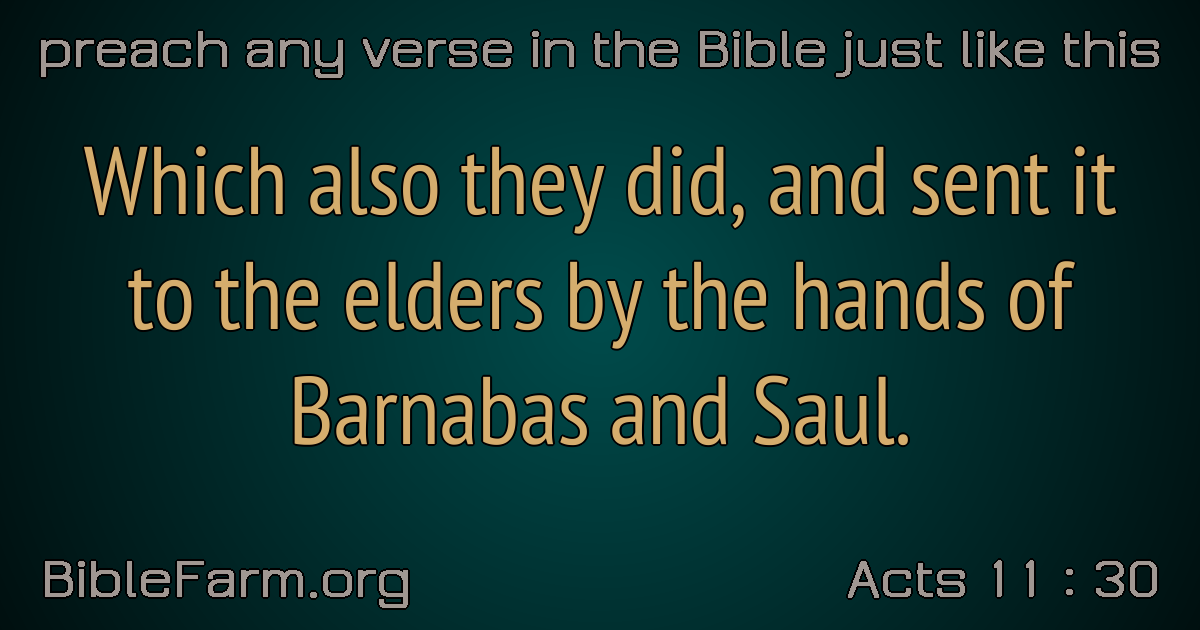 preach any verse in the Bible just like this
Which also they did, and sent it
to the elders by the hands of
Barnabas and Saul.
BibleFarm.org
Acts 11 : 30